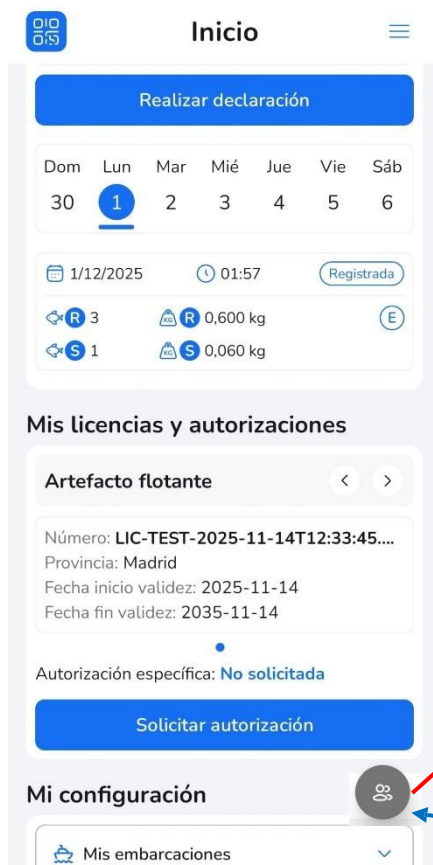 Inicio
Realizar declaración
Dom Lun Mar Mié Jue Vie Sáb
30 1 2 3 4 5 6
1/12/2025 01:57 Registrada
R 3 KG R 0,600 kg E
S 1 KG S 0,060 kg
Mis licencias y autorizaciones
Artefacto flotante < >
Número: LIC-TEST-2025-11-14T12:33:45....
Provincia: Madrid
Fecha inicio validez: 2025-11-14
Fecha fin validez: 2035-11-14
Autorización específica: No solicitada
Solicitar autorización
Mi configuración
Mis embarcaciones